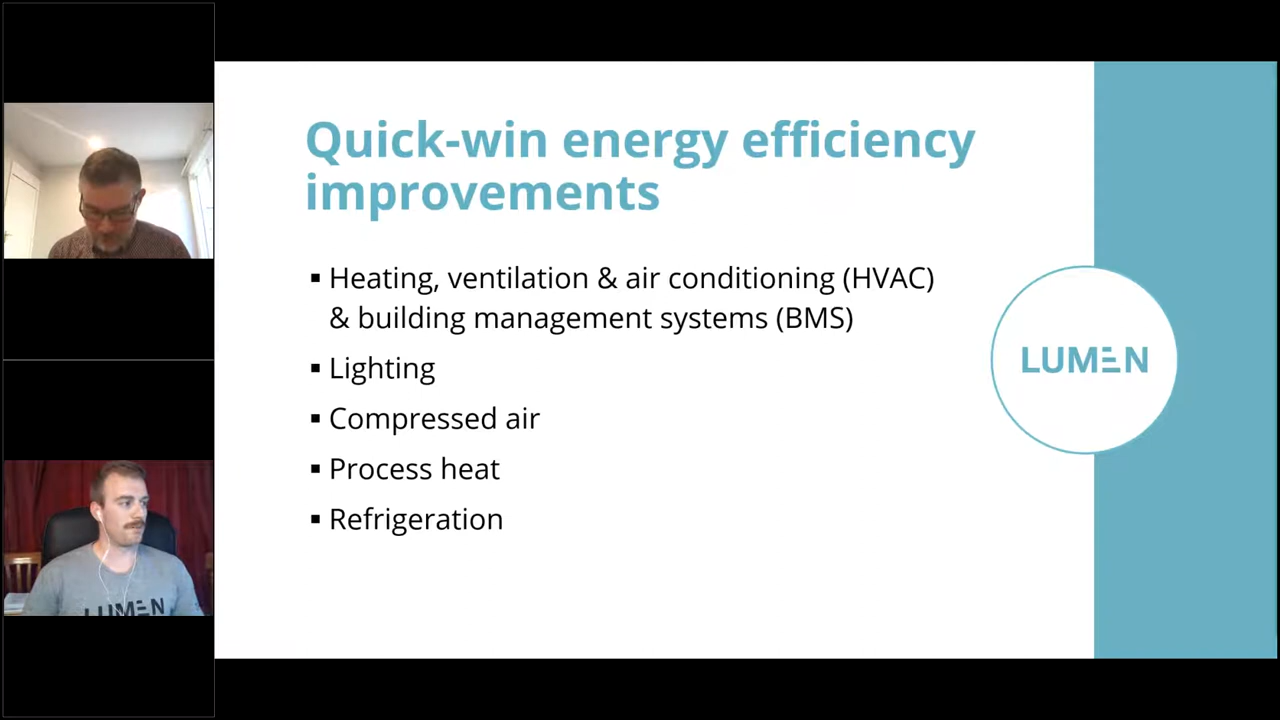 Quick-win energy efficiency
improvements
▪ Heating, ventilation & air conditioning (HVAC)
& building management systems (BMS)
▪ Lighting
▪ Compressed air
▪ Process heat
▪ Refrigeration
LUMEN
LUMEN